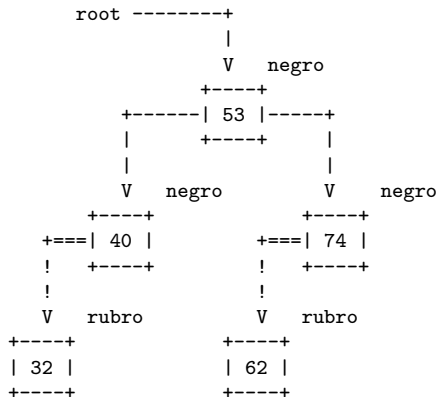 root --------+
|
V negro
+----+
+------| 53 |-----+
| +----+ |
| |
V negro V negro
+----+ +----+
+===| 40 | +===| 74 |
! +----+ ! +----+
! !
V rubro V rubro
+----+ +----+
| 32 | | 62 |
+----+ +----+